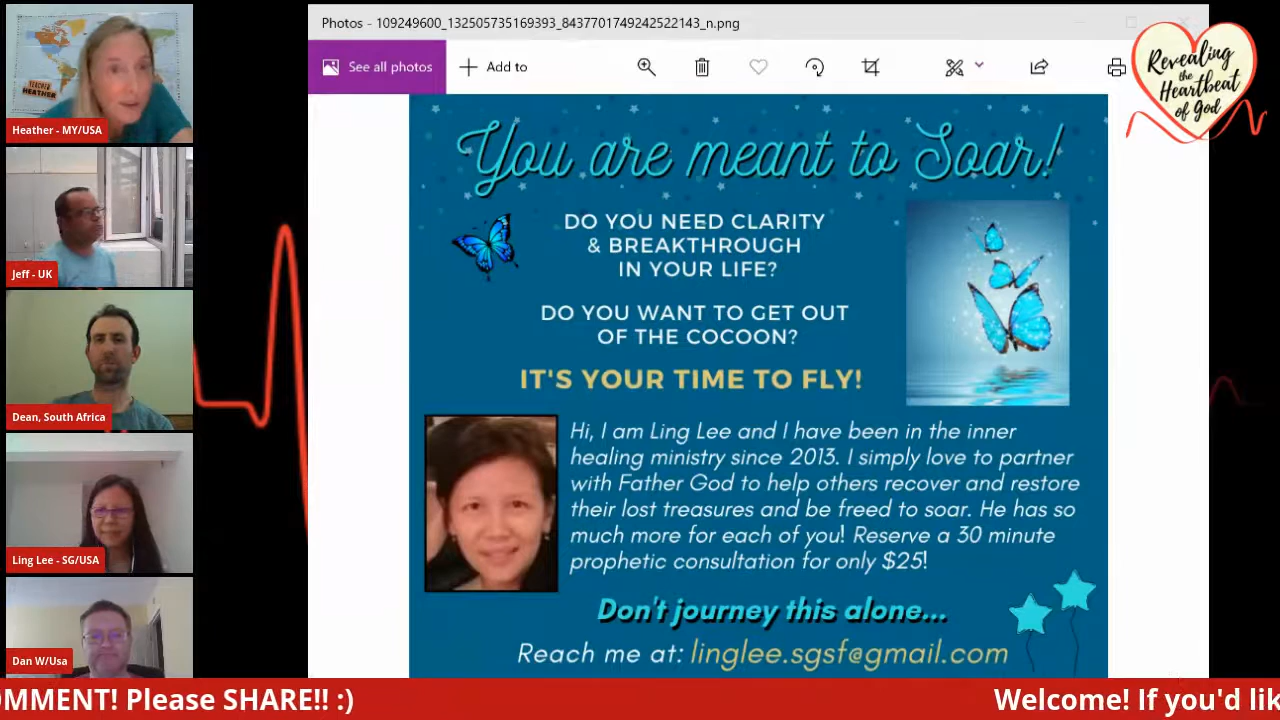 Photos - 109249600_132505735169393_8437701749242522143_n.png
See all photos
Add to
Revealing
the
Heartbeat
of God
TEACHER
HEATHER
Heather - MY/USA
Jeff - UK
Dean, South Africa
Ling Lee - SG/USA
Dan W/Usa
You are meant to Soar!
DO YOU NEED CLARITY
& BREAKTHROUGH
IN YOUR LIFE?
DO YOU WANT TO GET OUT
OF THE COCOON?
IT'S YOUR TIME TO FLY!
Hi, I am Ling Lee and I have been in the inner
healing ministry since 2013. I simply love to partner
with Father God to help others recover and restore
their lost treasures and be freed to soar. He has so
much more for each of you! Reserve a 30 minute
prophetic consultation for only $25!
Don't journey this alone...
Reach me at: linglee.sgsf@gmail.com
OMMENT! Please SHARE!! :)
Welcome! If you'd lik